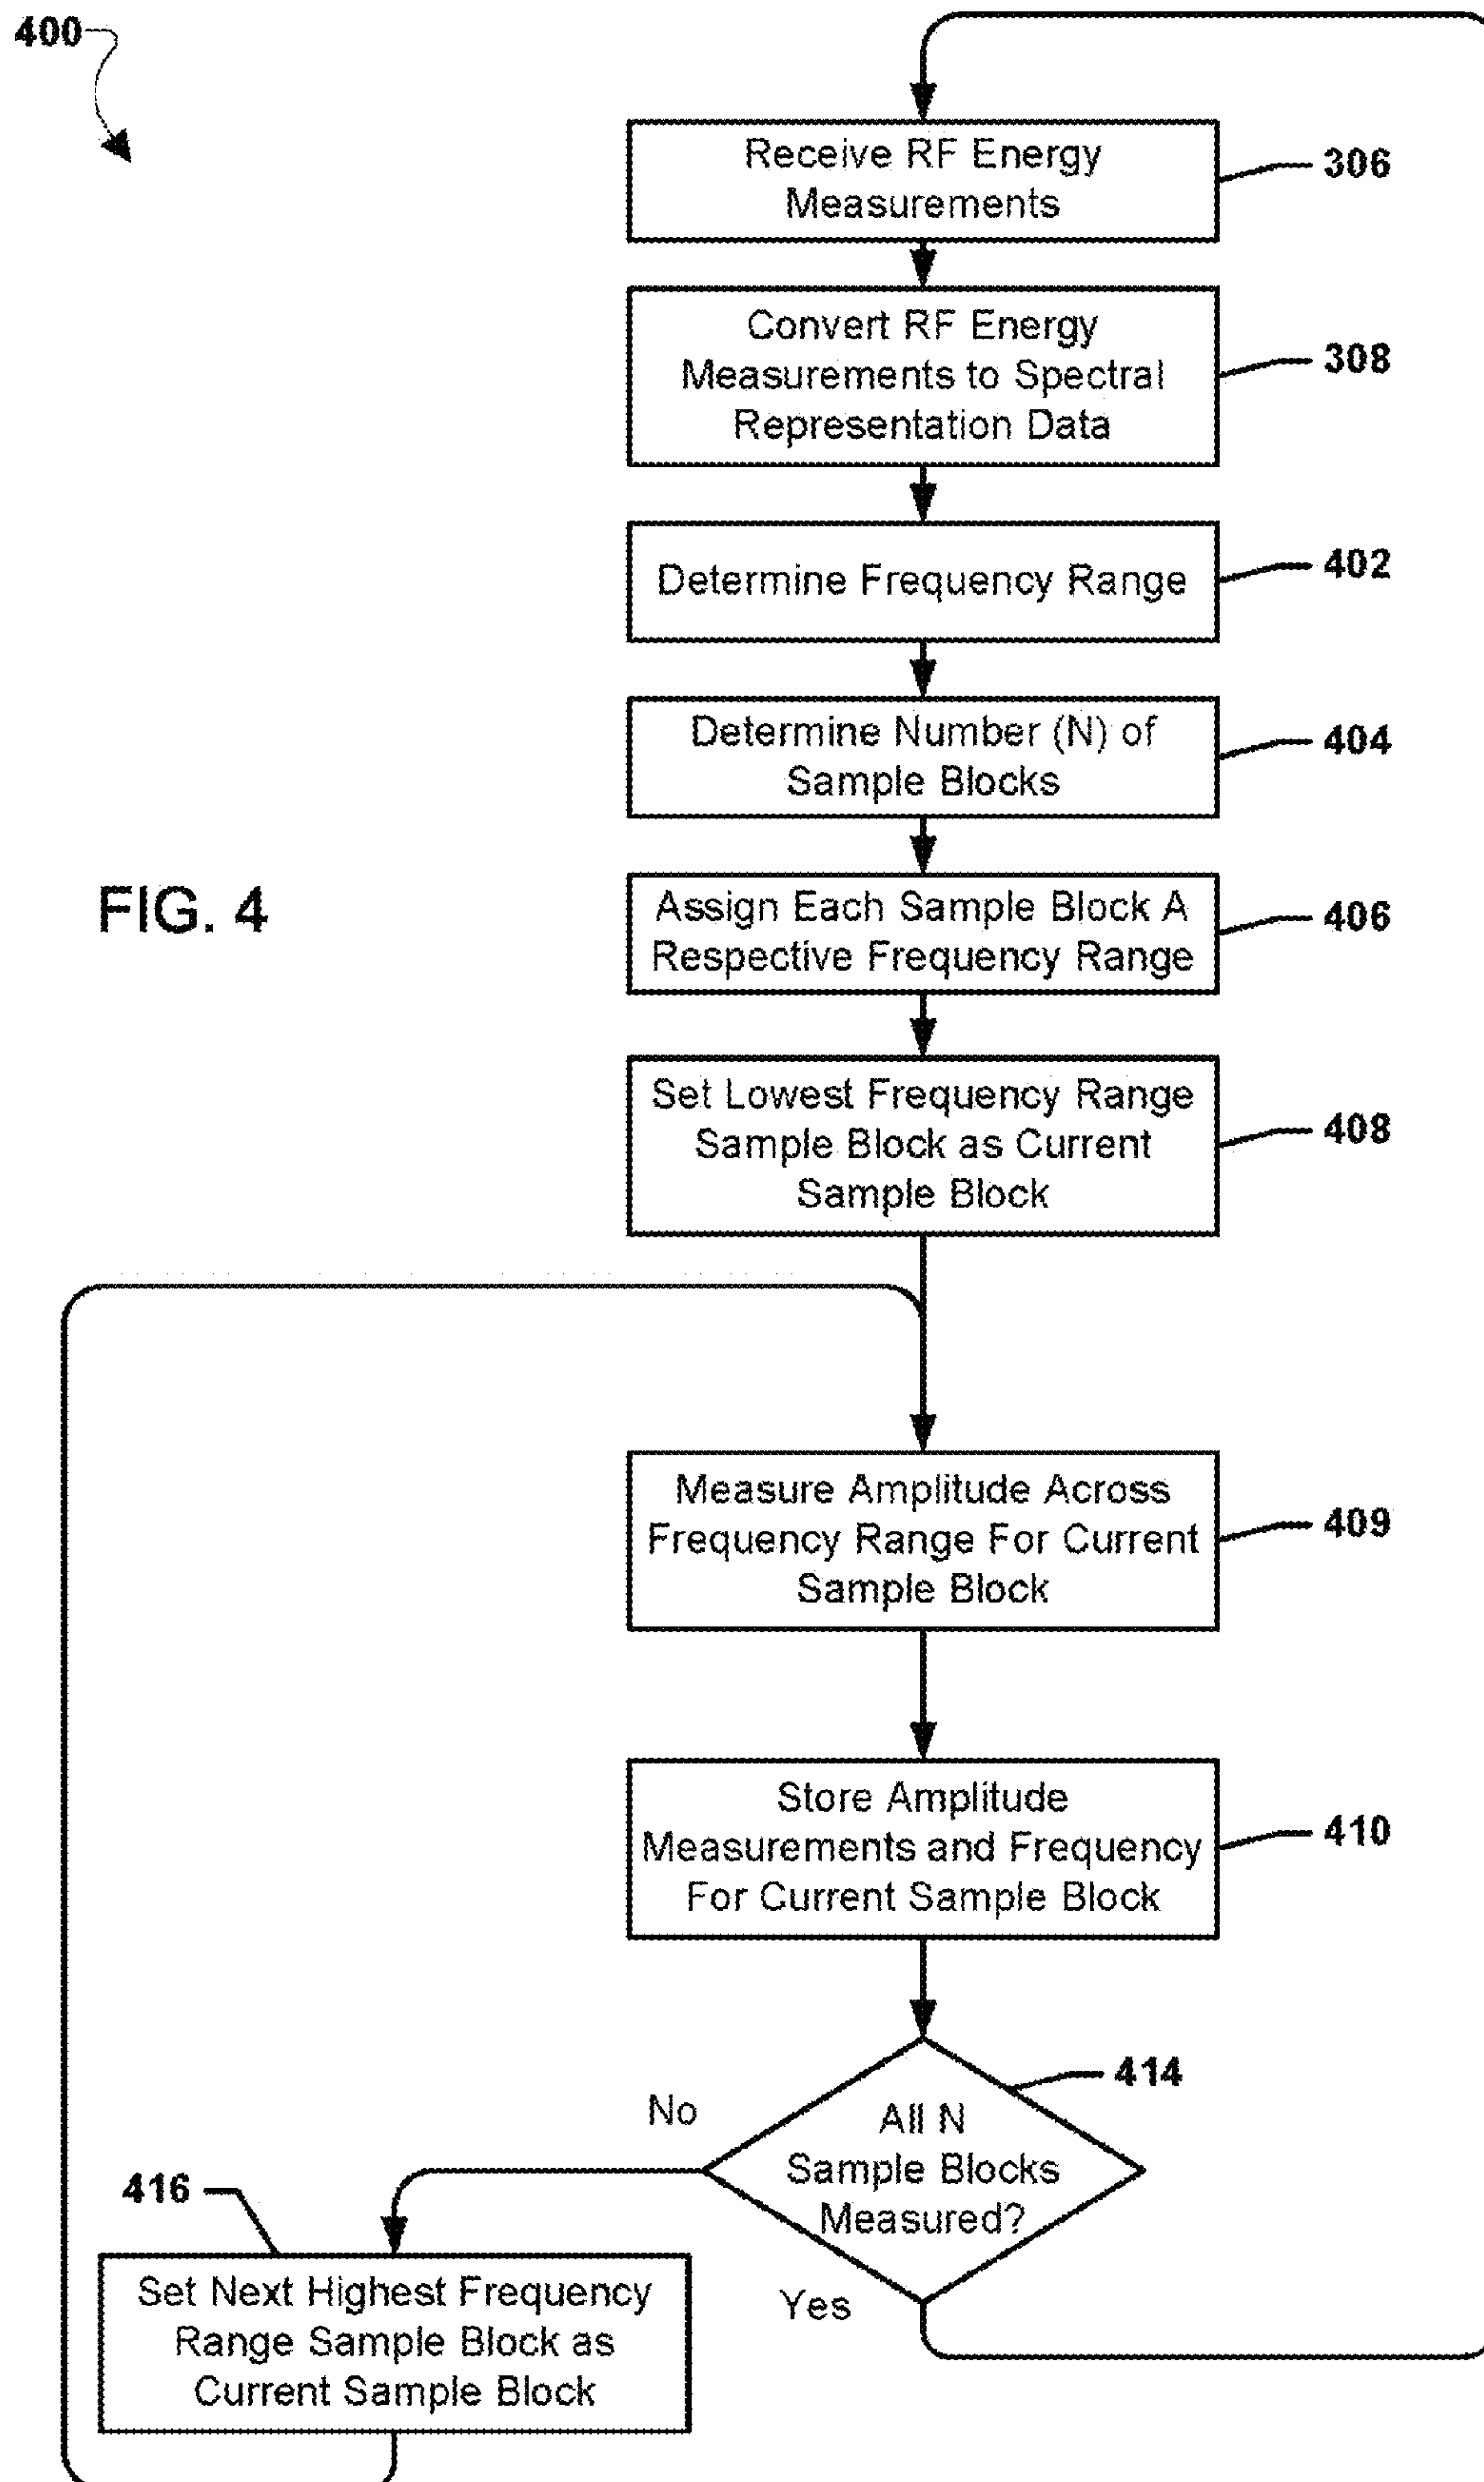 400
Receive RF Energy
Measurements
306
Convert RF Energy
Measurements to Spectral
Representation Data
308
Determine Frequency Range
402
Determine Number (N) of
Sample Blocks
404
FIG. 4
Assign Each Sample Block A
Respective Frequency Range
406
Set Lowest Frequency Range
Sample Block as Current
Sample Block
408
Measure Amplitude Across
Frequency Range For Current
Sample Block
409
Store Amplitude
Measurements and Frequency
For Current Sample Block
410
414
All N
Sample Blocks
Measured?
No
Yes
416
Set Next Highest Frequency
Range Sample Block as
Current Sample Block